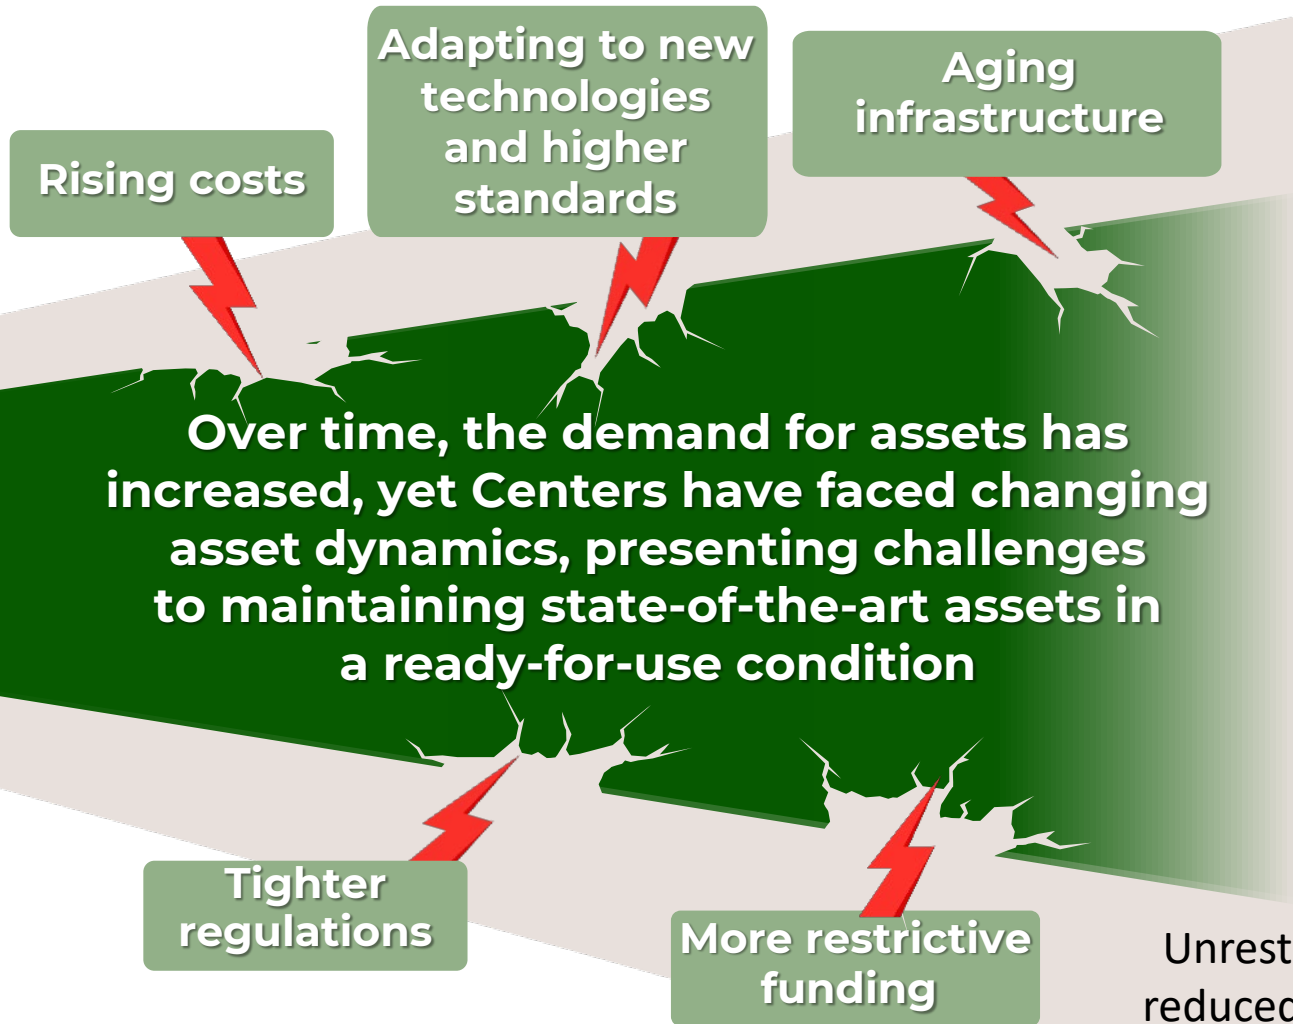 Adapting to new
technologies
and higher
standards
Aging
infrastructure
Rising costs
Over time, the demand for assets has
increased, yet Centers have faced changing
asset dynamics, presenting challenges
to maintaining state-of-the-art assets in
a ready-for-use condition
Tighter
regulations
More restrictive
funding
Unrest
reduced